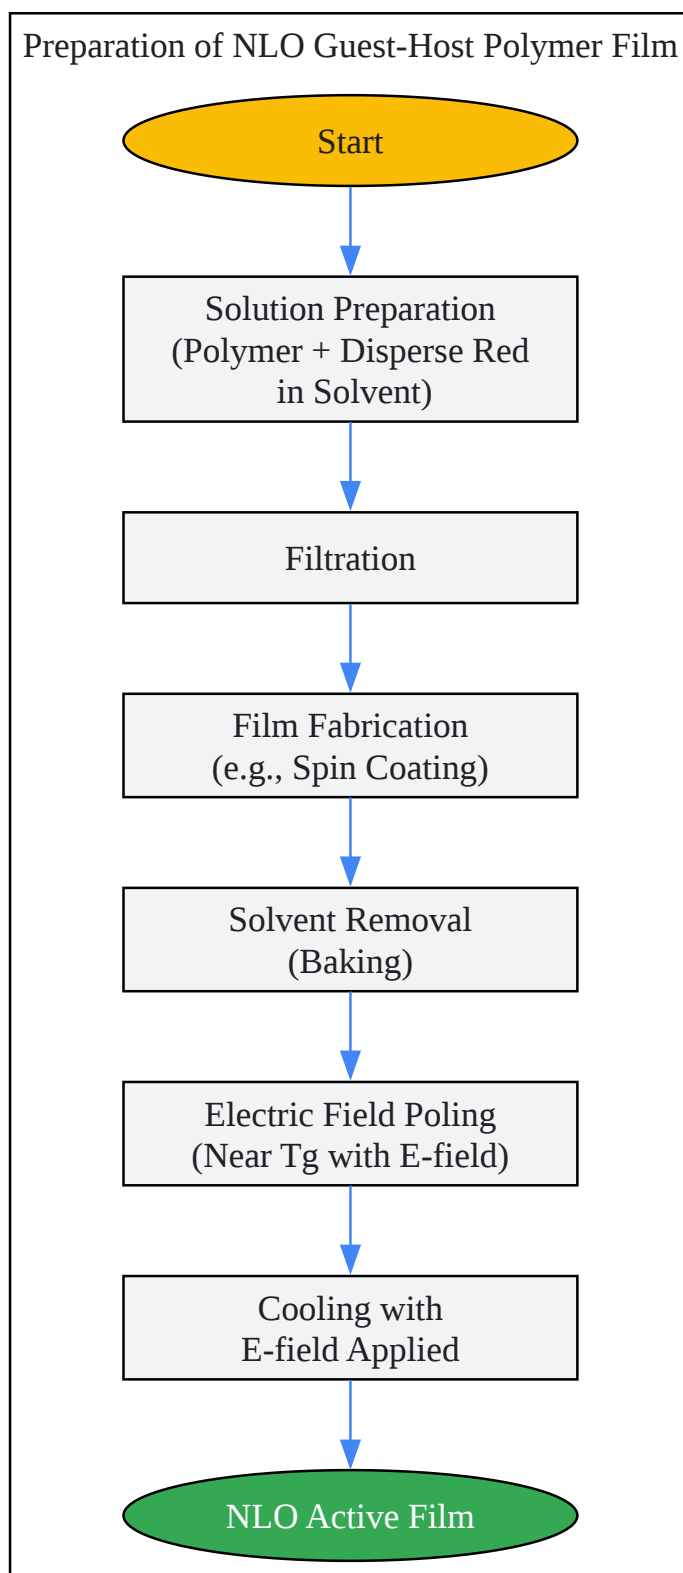 Preparation of NLO Guest-Host Polymer Film
Start
Solution Preparation
(Polymer + Disperse Red
in Solvent)
Filtration
Film Fabrication
(e.g., Spin Coating)
Solvent Removal
(Baking)
Electric Field Poling
(Near Tg with E-field)
Cooling with
E-field Applied
NLO Active Film